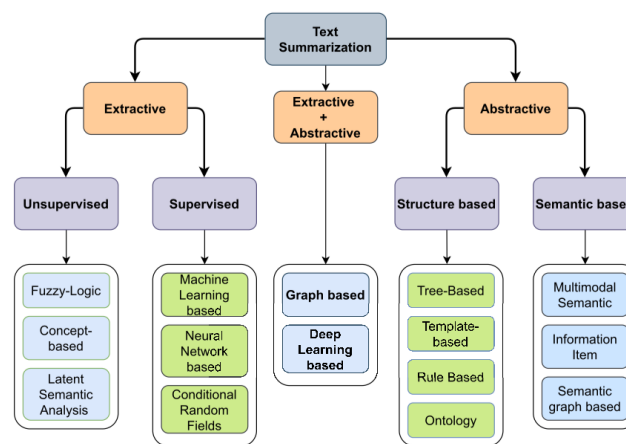 Text
Summarization
Extractive
Extractive
+
Abstractive
Abstractive
Unsupervised
Supervised
Structure based
Semantic base
Fuzzy-Logic
Concept-
based
Latent
Semantic
Analysis
Machine
Learning
based
Neural
Network
based
Conditional
Random
Fields
Graph based
Deep
Learning
based
Tree-Based
Template-
based
Rule Based
Ontology
Multimodal
Semantic
Information
Item
Semantic
graph based